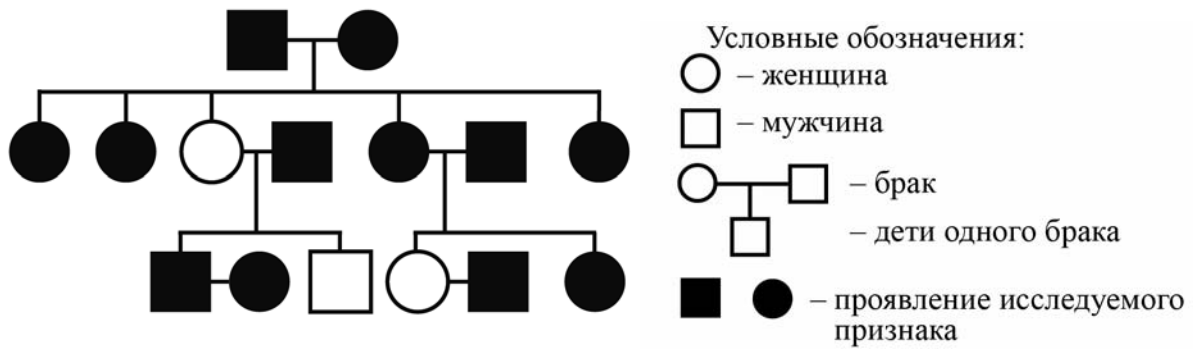 Условные обозначения:
– женщина
– мужчина
– брак
– дети одного брака
– проявление исследуемого
признака